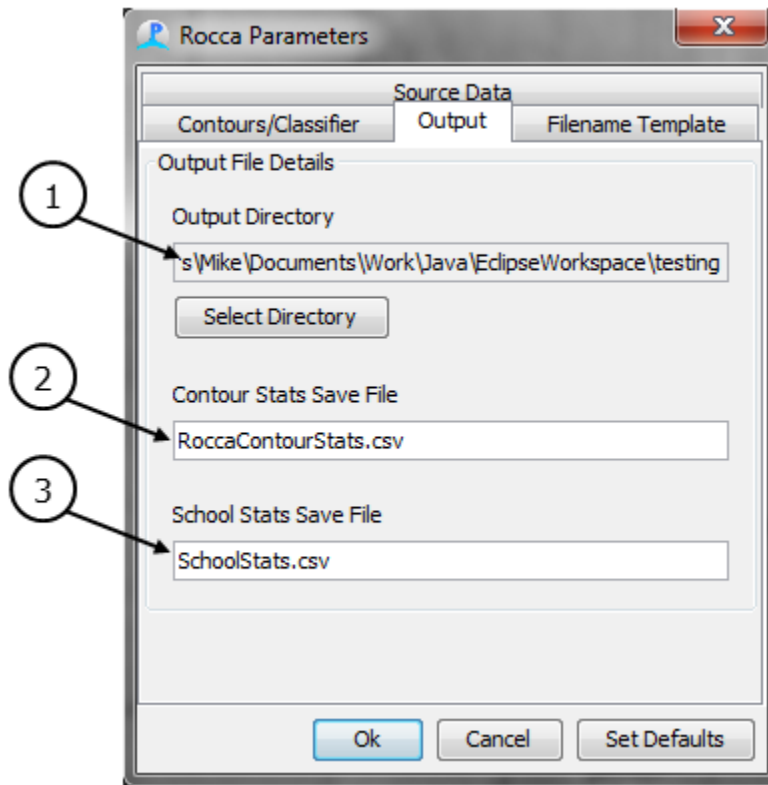 Rocca Parameters
Source Data
Contours/Classifier Output Filename Template
Output File Details
1
Output Directory
s\Mike\Documents\Work\Java\EclipseWorkspace\testing
Select Directory
2
Contour Stats Save File
RoccaContourStats.csv
3
School Stats Save File
SchoolStats.csv
Ok Cancel Set Defaults